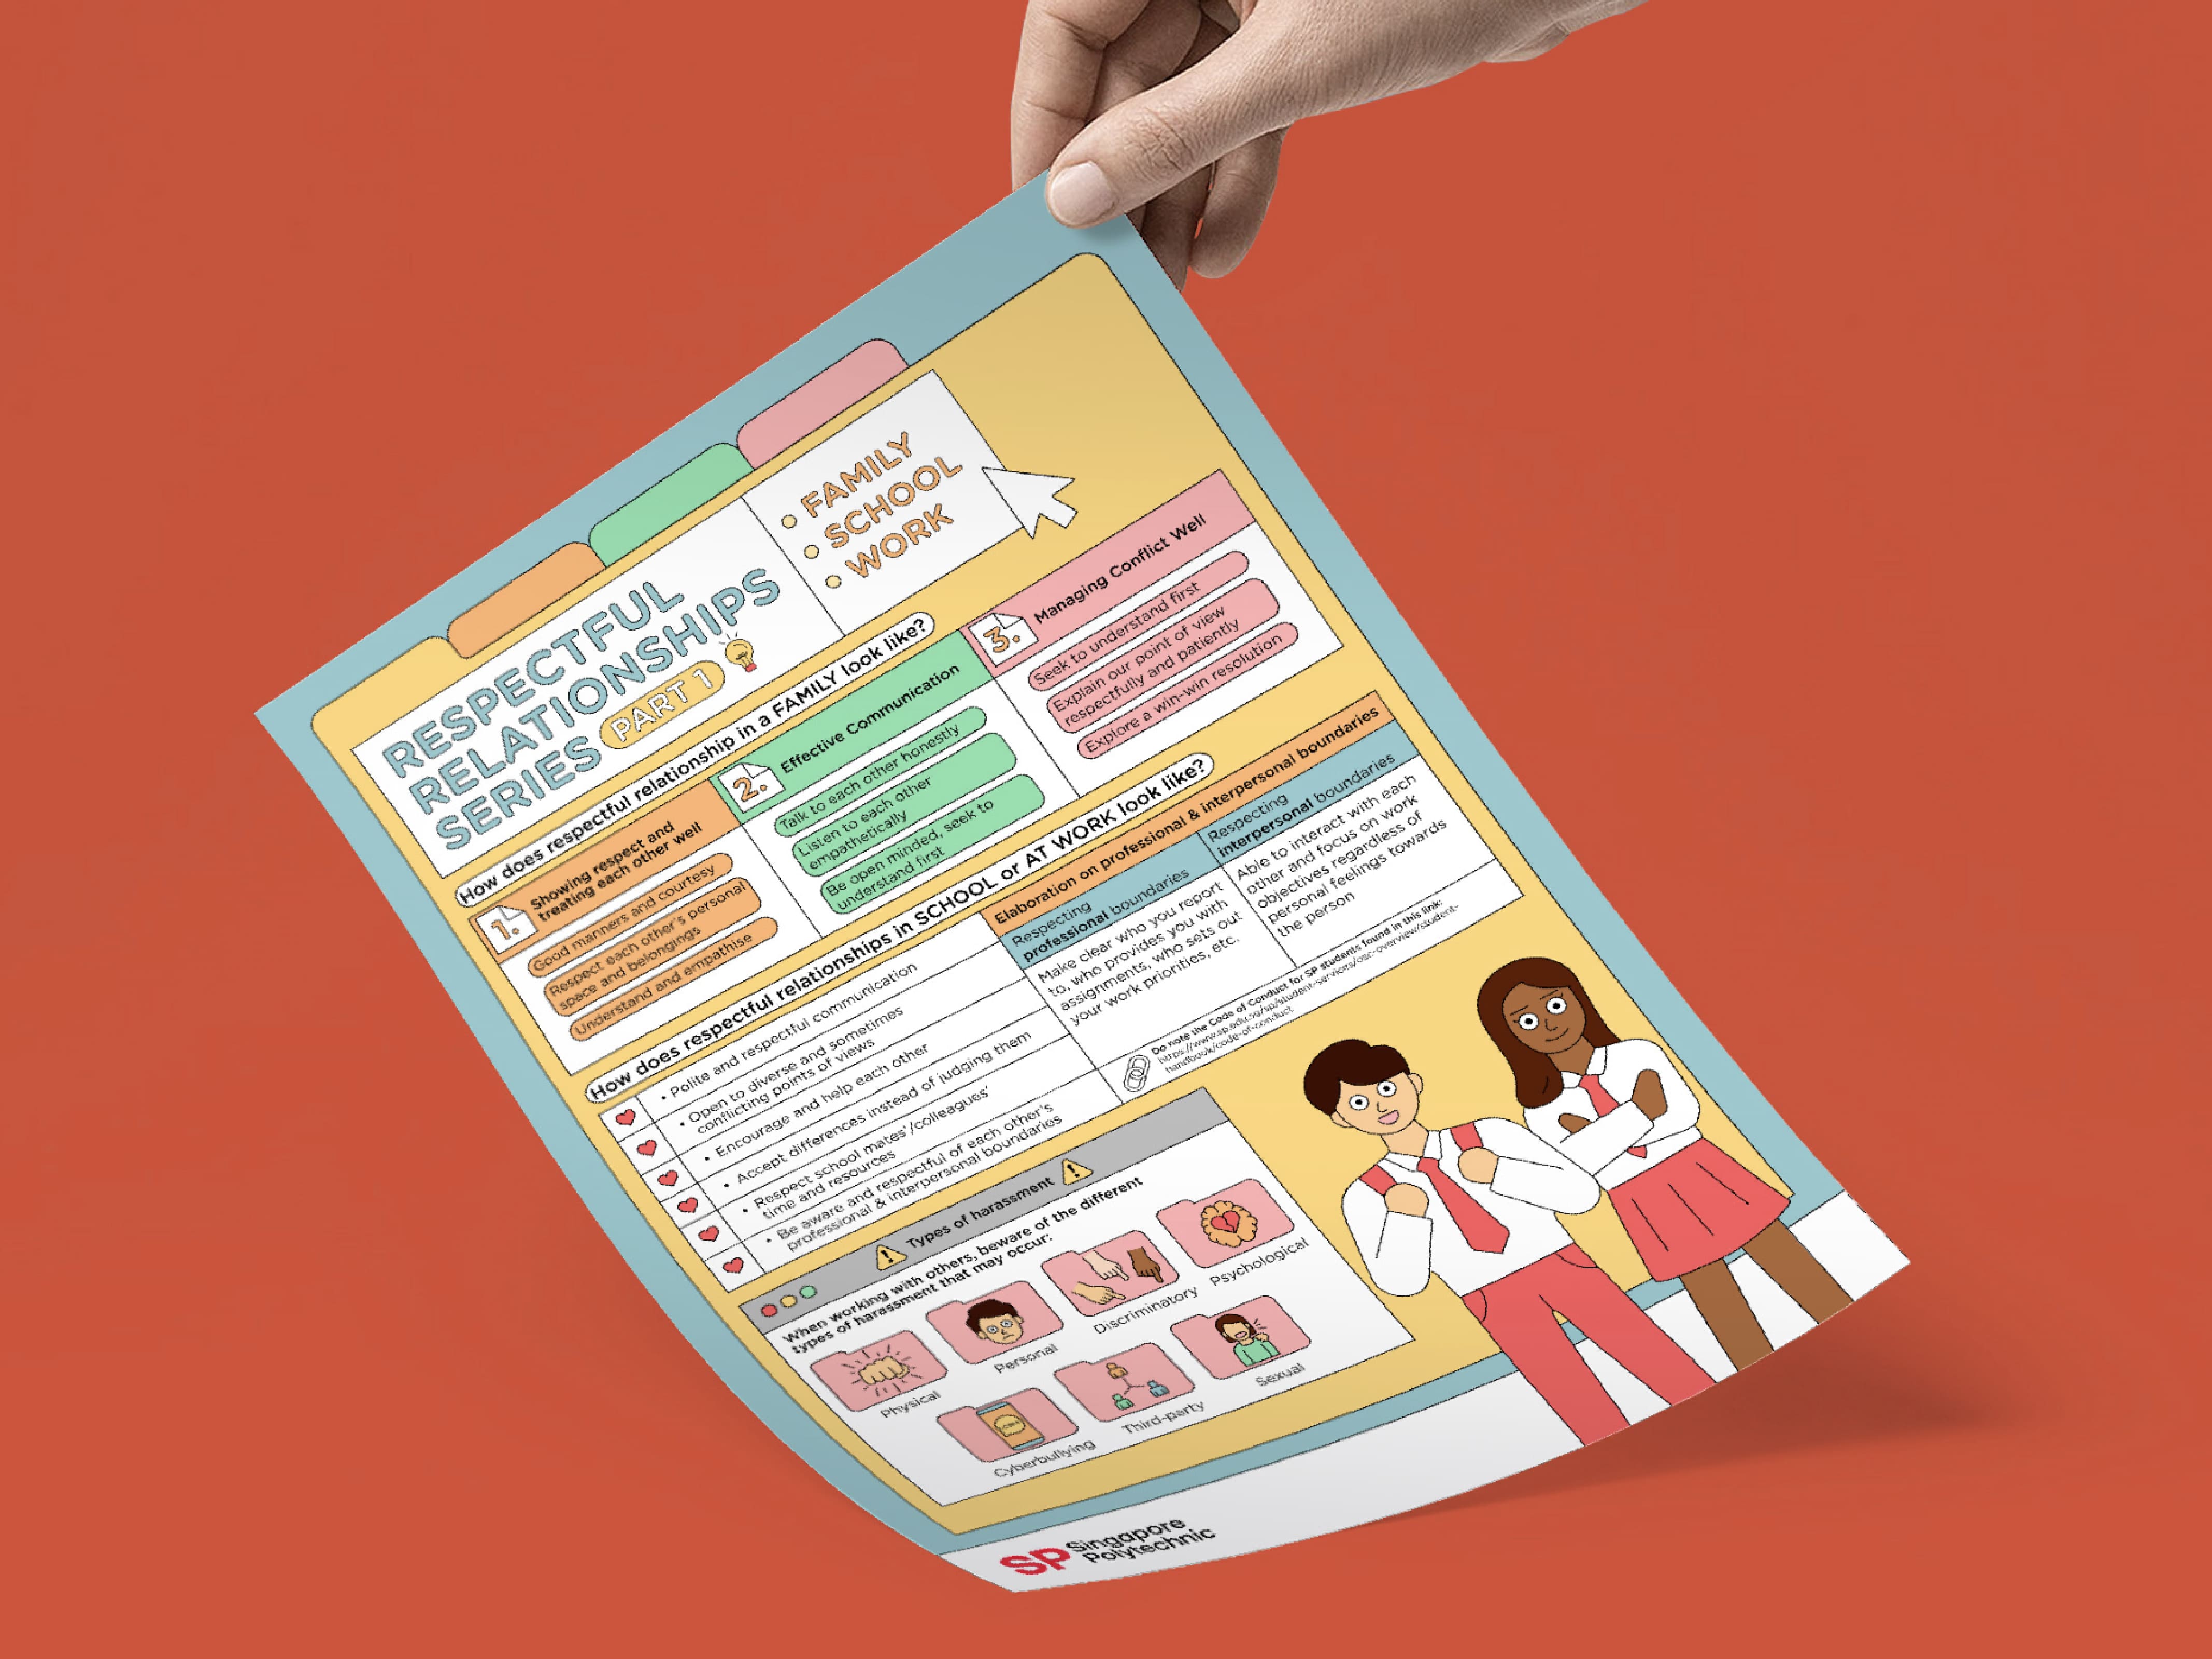 RESPECTFUL
RELATIONSHIPS
SERIES PART 1
FAMILY
SCHOOL
WORK
How does respectful relationship in a FAMILY look like?
1. Showing respect and
treating each other well
Good manners and courtesy
Respect each other's personal
space and belongings
Understand and empathise
2. Effective Communication
Talk to each other honestly
Listen to each other
empathetically
Be open minded, seek to
understand first
3. Managing Conflict Well
Seek to understand first
Explain our point of view
respectfully and patiently
Explore a win-win resolution
How does respectful relationships in SCHOOL or AT WORK look like?
• Polite and respectful communication
• Open to diverse and sometimes
conflicting points of views
• Encourage and help each other
• Accept differences instead of judging them
• Respect school mates'/colleagues'
time and resources
• Be aware and respectful of each other's
professional & interpersonal boundaries
Elaboration on professional & interpersonal boundaries
Respecting
professional boundaries
Make clear who you report
to, who provides you with
assignments, who sets out
your work priorities, etc.
Respecting
interpersonal boundaries
Able to interact with each
other and focus on work
objectives regardless of
personal feelings towards
the person
Do note the Code of Conduct for SP students found in this link:
https://www.sp.edu.sg/sp/student-services/osc-overview/student-
handbook/code-of-conduct
Types of harassment
When working with others, beware of the different
types of harassment that may occur:
Physical
Personal
Discriminatory
Psychological
Cyberbullying
Third-party
Sexual
SP Singapore
Polytechnic